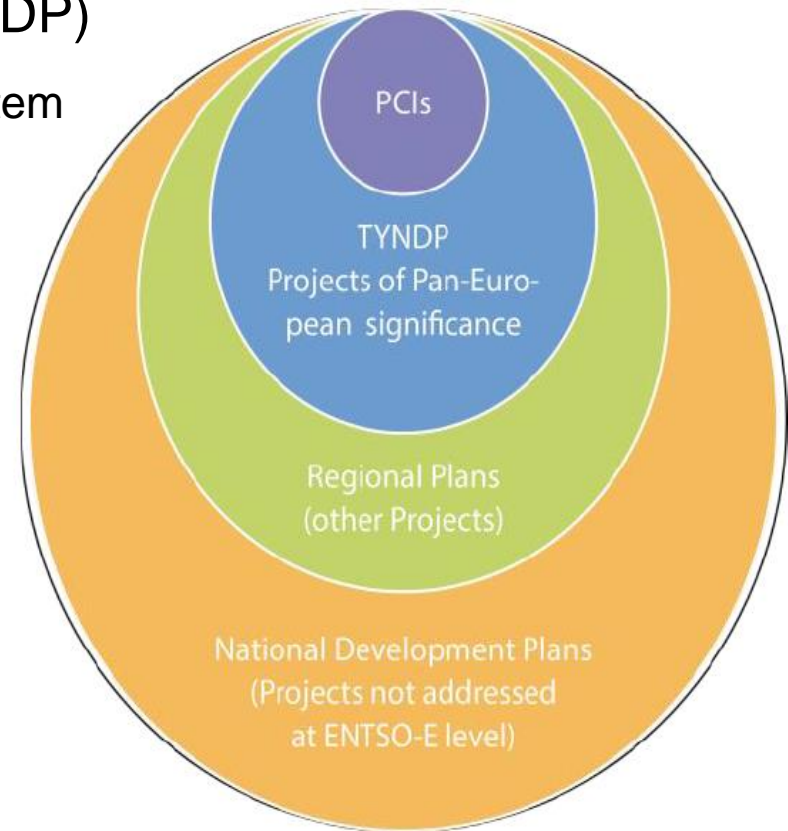 DP)
em
PCIs
TYNDP
Projects of Pan-Euro-
pean significance
Regional Plans
(other Projects)
National Development Plans
(Projects not addressed
at ENTSO-E level)